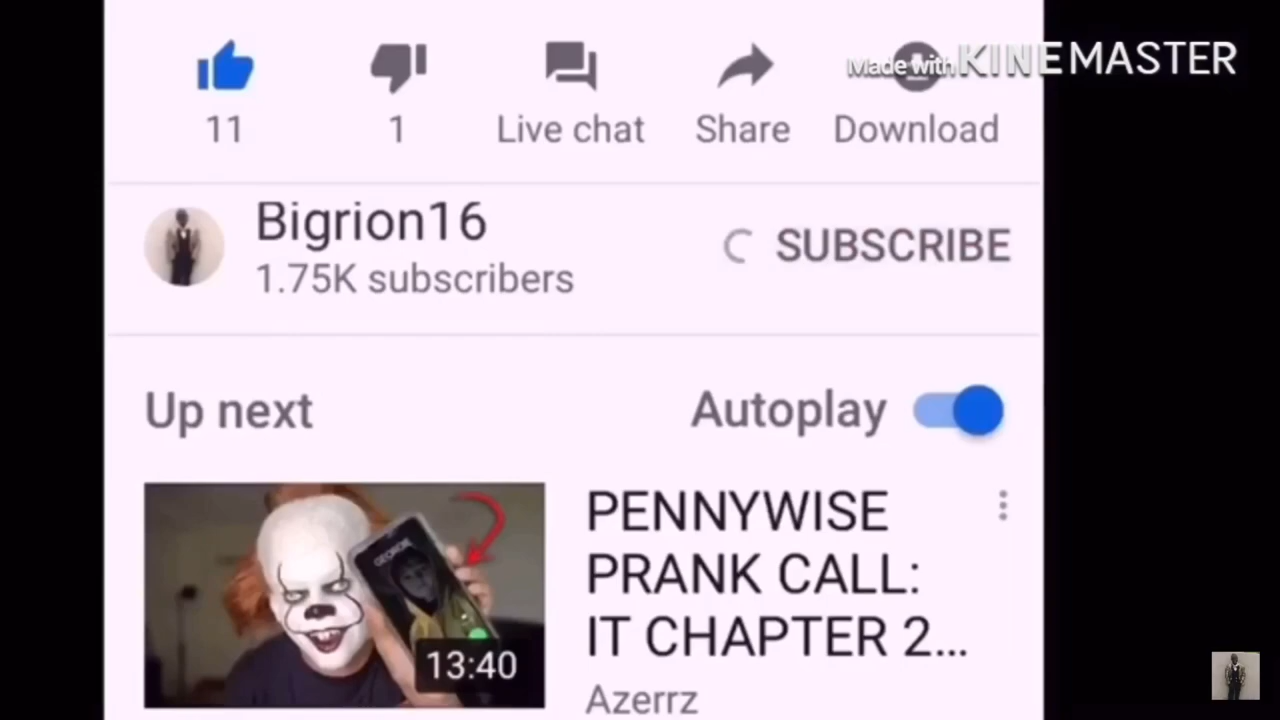 Made with KINEMASTER
11
1
Live chat
Share
Download
Bigrion16
1.75K subscribers
SUBSCRIBE
Up next
Autoplay
GEORGIE
13:40
PENNYWISE
PRANK CALL:
IT CHAPTER 2...
Azerrz